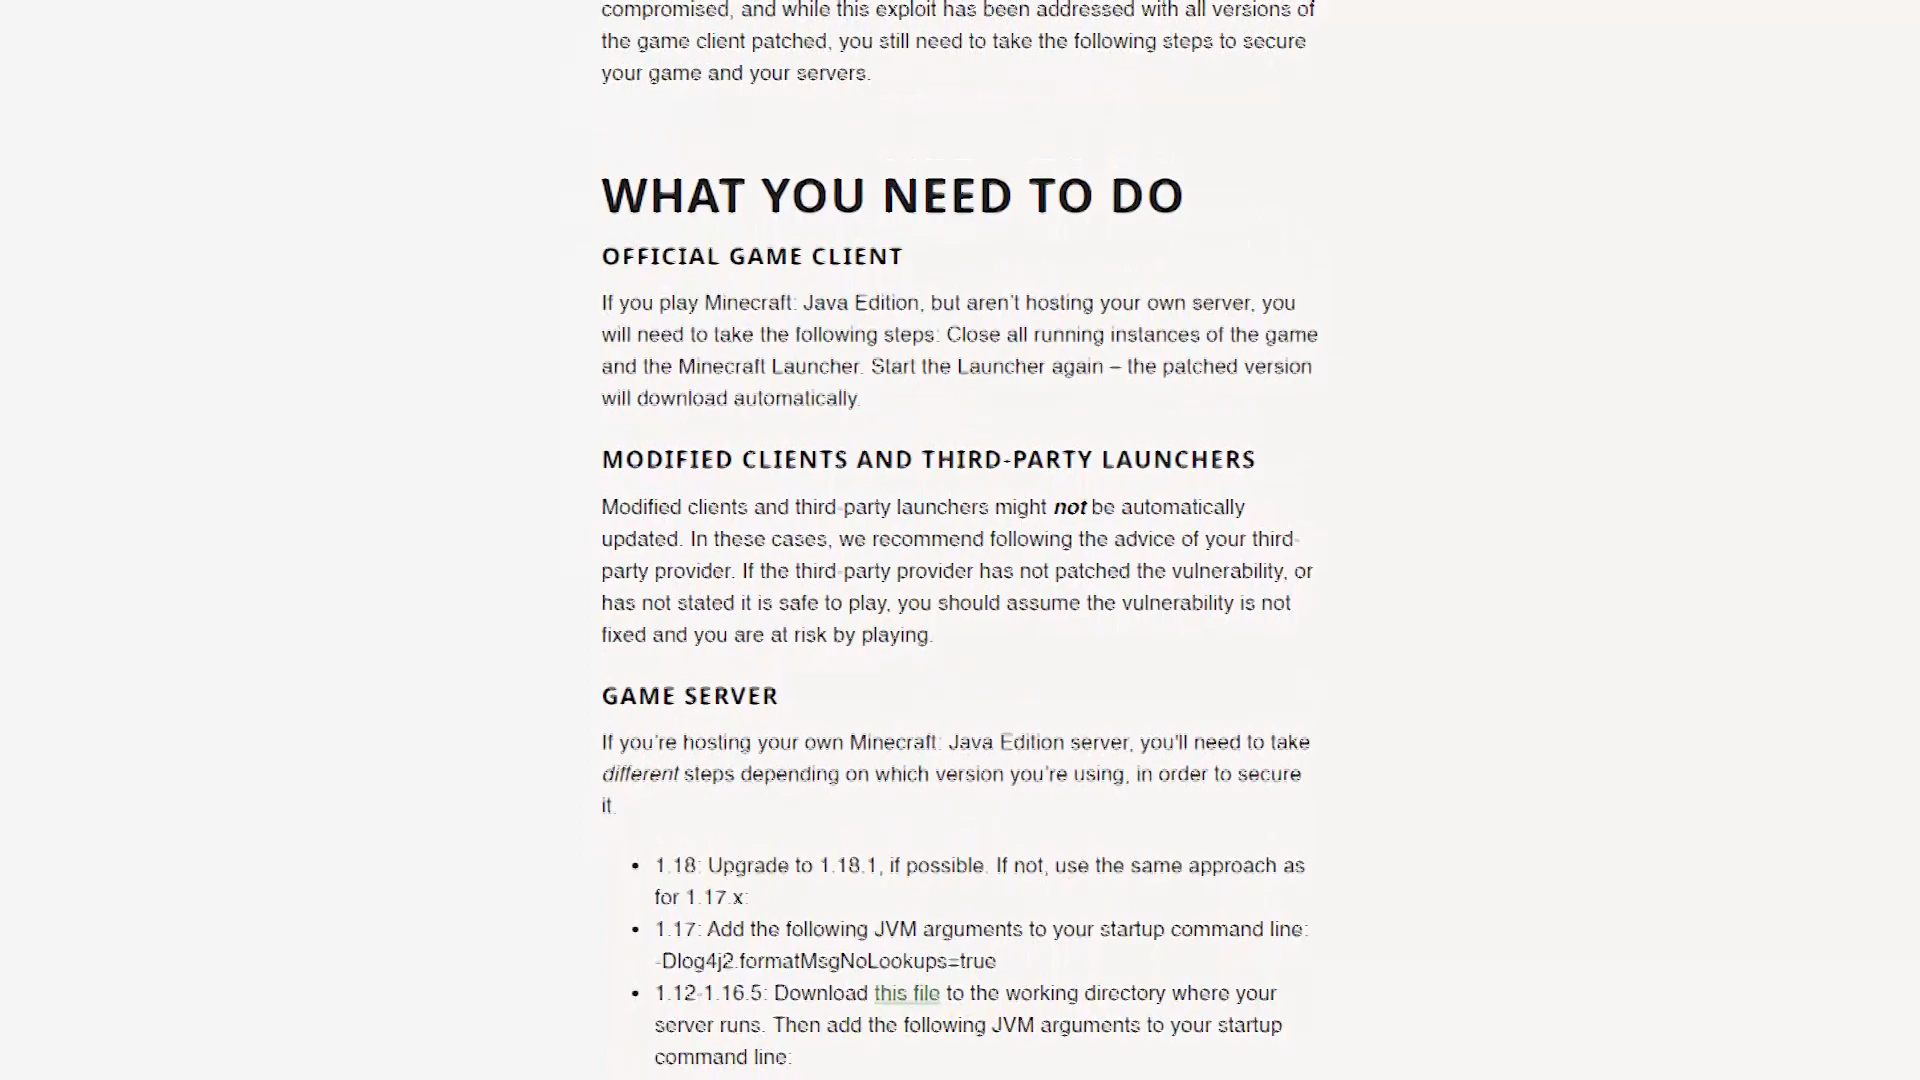 compromised, and while this exploit has been addressed with all versions of
the game client patched, you still need to take the following steps to secure
your game and your servers.
WHAT YOU NEED TO DO
OFFICIAL GAME CLIENT
If you play Minecraft: Java Edition, but aren’t hosting your own server, you
will need to take the following steps: Close all running instances of the game
and the Minecraft Launcher. Start the Launcher again – the patched version
will download automatically.
MODIFIED CLIENTS AND THIRD-PARTY LAUNCHERS
Modified clients and third-party launchers might not be automatically
updated. In these cases, we recommend following the advice of your third-
party provider. If the third-party provider has not patched the vulnerability, or
has not stated it is safe to play, you should assume the vulnerability is not
fixed and you are at risk by playing.
GAME SERVER
If you’re hosting your own Minecraft: Java Edition server, you'll need to take
different steps depending on which version you’re using, in order to secure
it.
• 1.18: Upgrade to 1.18.1, if possible. If not, use the same approach as
for 1.17.x:
• 1.17: Add the following JVM arguments to your startup command line:
-Dlog4j2.formatMsgNoLookups=true
• 1.12-1.16.5: Download this file to the working directory where your
server runs. Then add the following JVM arguments to your startup
command line: